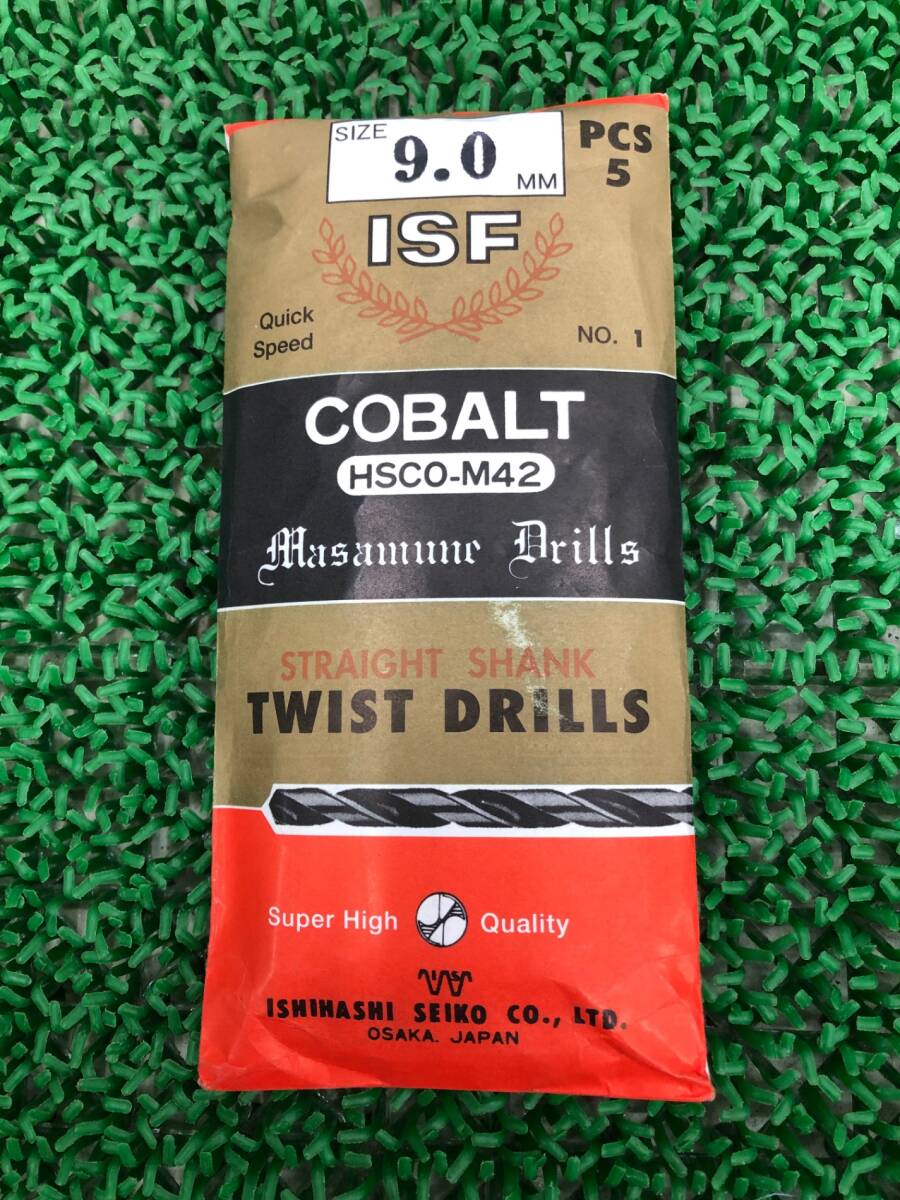 SIZE
9.0
MM
PCS
5
ISF
Quick
Speed
NO. 1
COBALT
HSCO-M42
Masamune Drills
STRAIGHT SHANK
TWIST DRILLS
Super High Quality
ISHIHASHI SEIKO CO., LTD.
OSAKA. JAPAN